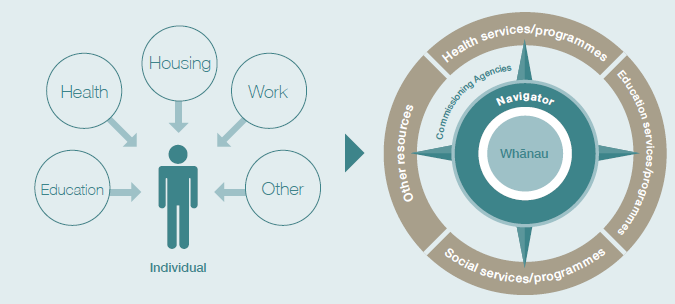 Housing
Health
Work
Education
Other
Individual
Health services/programmes
Commissioning Agencies
Education services/programmes
Navigator
Whānau
Other resources
Social services/programmes